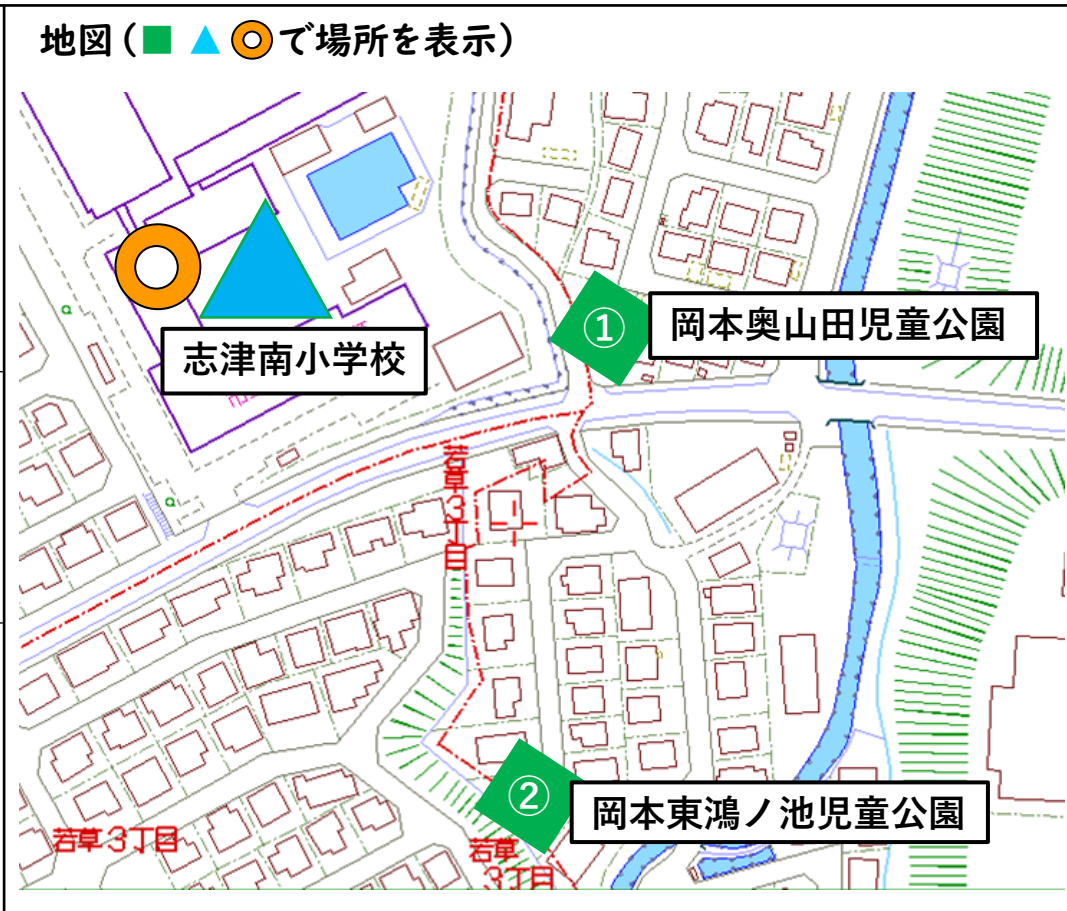 地図(■ ▲ ◎で場所を表示)
志津南小学校
① 岡本奥山田児童公園
若草3丁目
② 岡本東鴻ノ池児童公園
若草3丁目
若草
3丁目